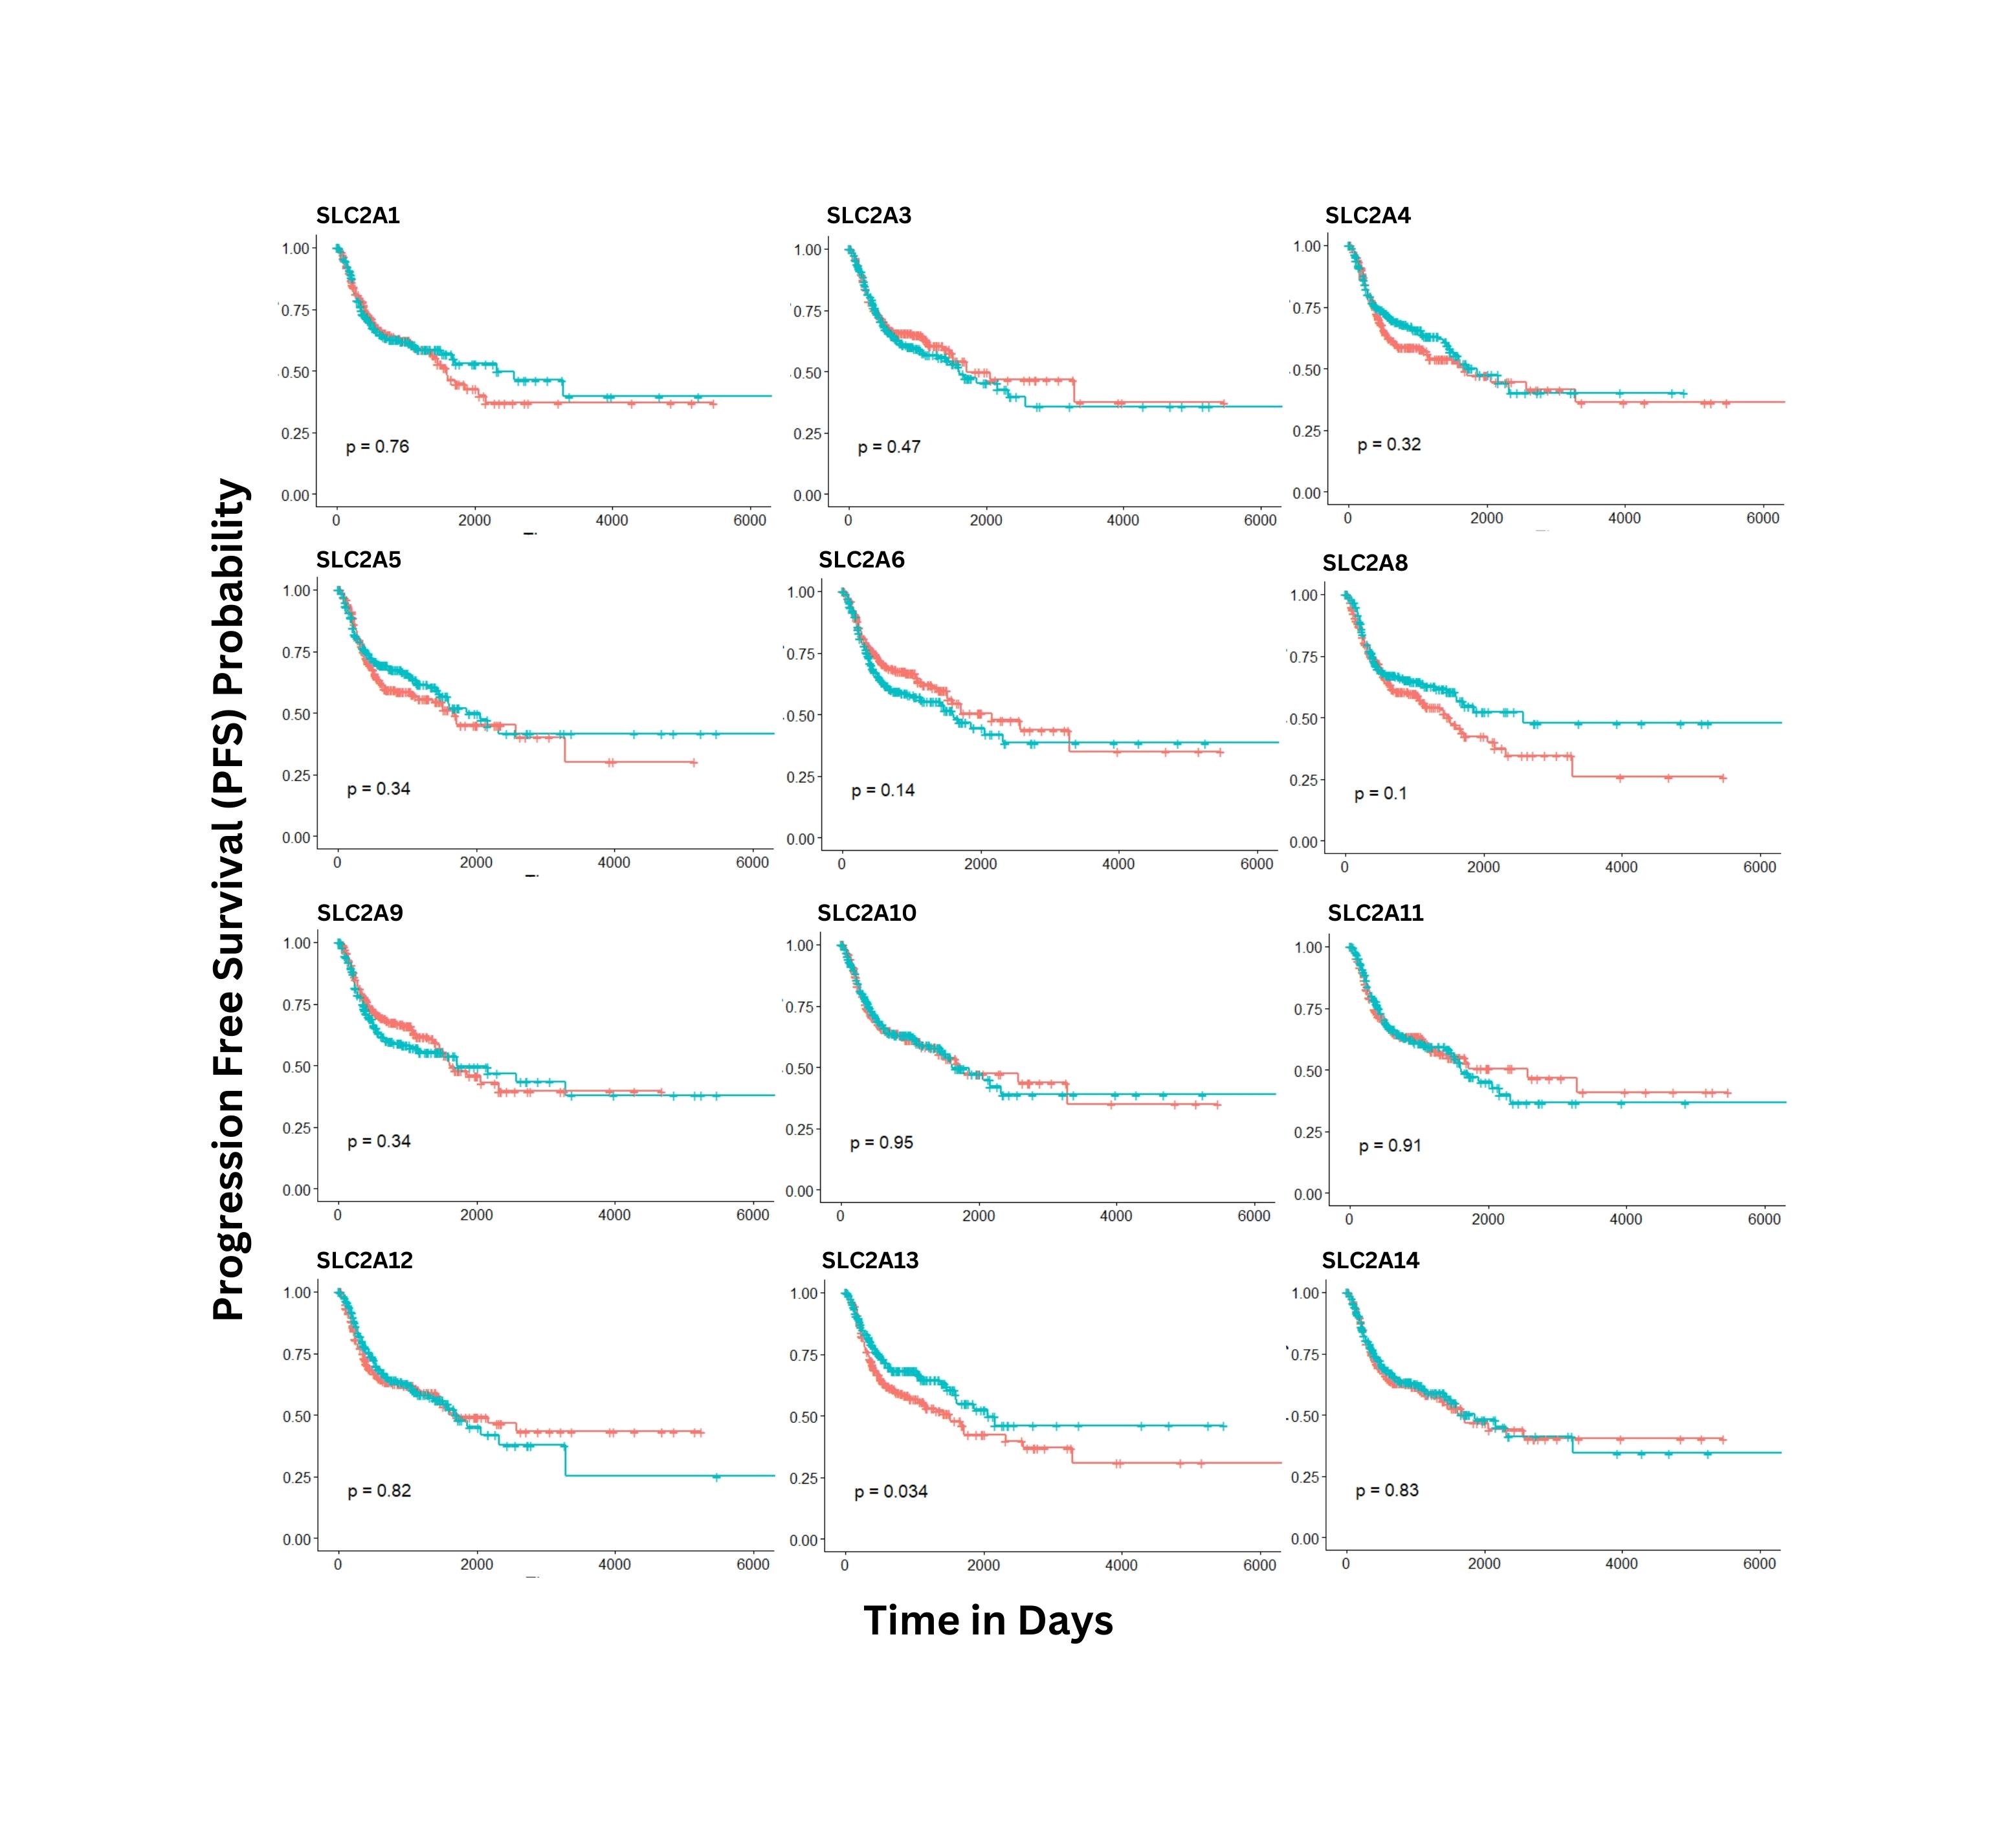 Progression Free Survival (PFS) Probability
SLC2A1
1.00
0.75
0.50
0.25
0.00
p = 0.76
0 2000 4000 6000
SLC2A3
1.00
0.75
0.50
0.25
0.00
p = 0.47
0 2000 4000 6000
SLC2A4
1.00
0.75
0.50
0.25
0.00
p = 0.32
0 2000 4000 6000
SLC2A5
1.00
0.75
0.50
0.25
0.00
p = 0.34
0 2000 4000 6000
SLC2A6
1.00
0.75
0.50
0.25
0.00
p = 0.14
0 2000 4000 6000
SLC2A8
1.00
0.75
0.50
0.25
0.00
p = 0.1
0 2000 4000 6000
SLC2A9
1.00
0.75
0.50
0.25
0.00
p = 0.34
0 2000 4000 6000
SLC2A10
1.00
0.75
0.50
0.25
0.00
p = 0.95
0 2000 4000 6000
SLC2A11
1.00
0.75
0.50
0.25
0.00
p = 0.91
0 2000 4000 6000
SLC2A12
1.00
0.75
0.50
0.25
0.00
p = 0.82
0 2000 4000 6000
SLC2A13
1.00
0.75
0.50
0.25
0.00
p = 0.034
0 2000 4000 6000
SLC2A14
1.00
0.75
0.50
0.25
0.00
p = 0.83
0 2000 4000 6000
Time in Days